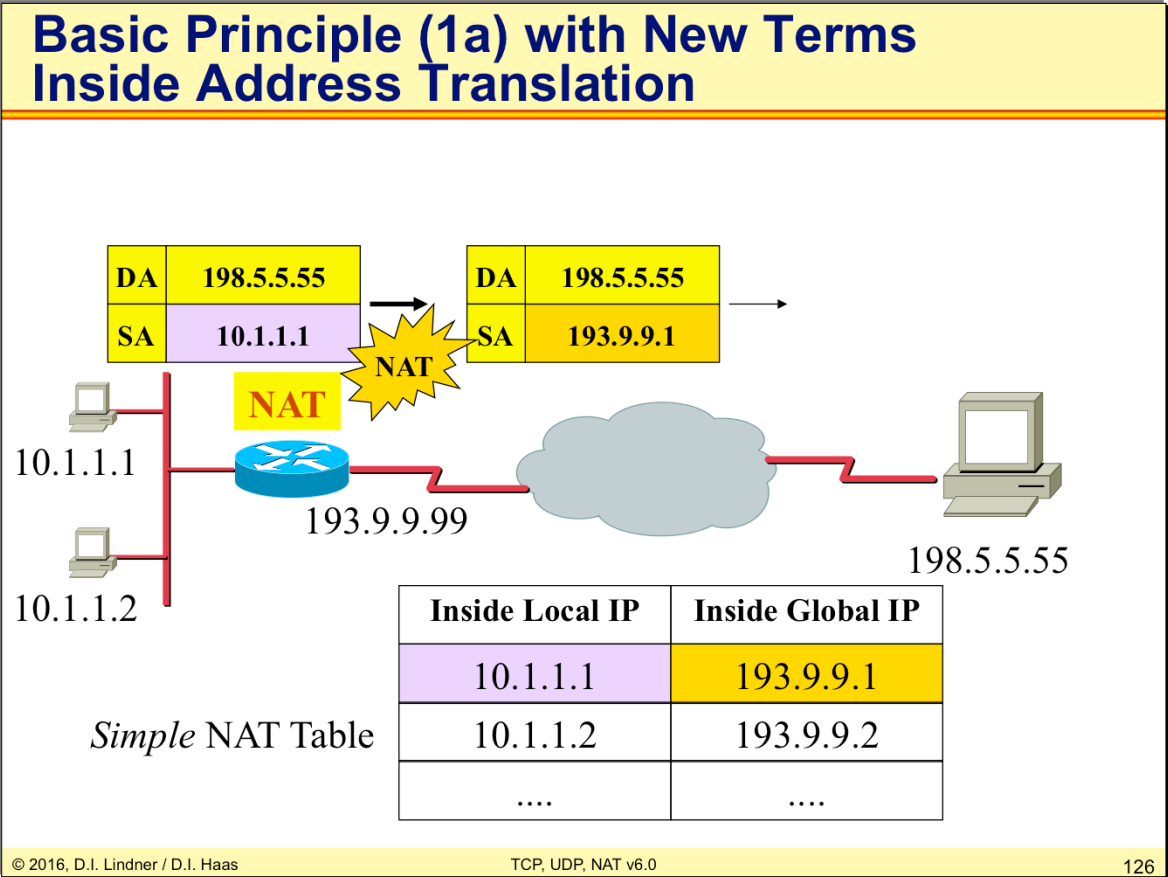 Basic Principle (1a) with New Terms
Inside Address Translation
DA 198.5.5.55
SA 10.1.1.1
DA 198.5.5.55
SA 193.9.9.1
NAT
NAT
10.1.1.1
193.9.9.99
198.5.5.55
10.1.1.2
Inside Local IP Inside Global IP
10.1.1.1 193.9.9.1
Simple NAT Table
10.1.1.2 193.9.9.2
.... ....
© 2016, D.I. Lindner / D.I. Haas
TCP, UDP, NAT v6.0
126